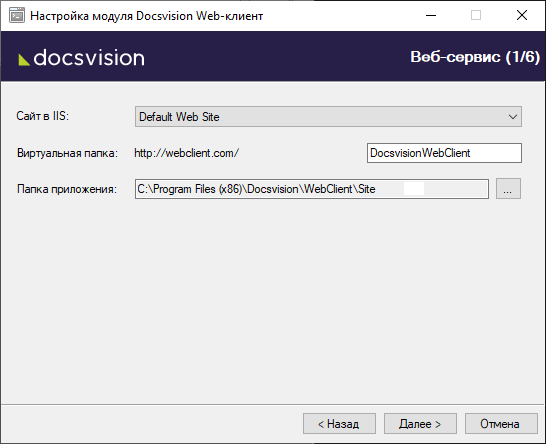 Настройка модуля Docsvision Web-клиент
docsvision
Веб-сервис (1/6)
Сайт в IIS:
Default Web Site
Виртуальная папка:
http://webclient.com/
DocsvisionWebClient
Папка приложения:
C:\Program Files (x86)\Docsvision\WebClient\Site
...
< Назад
Далее >
Отмена